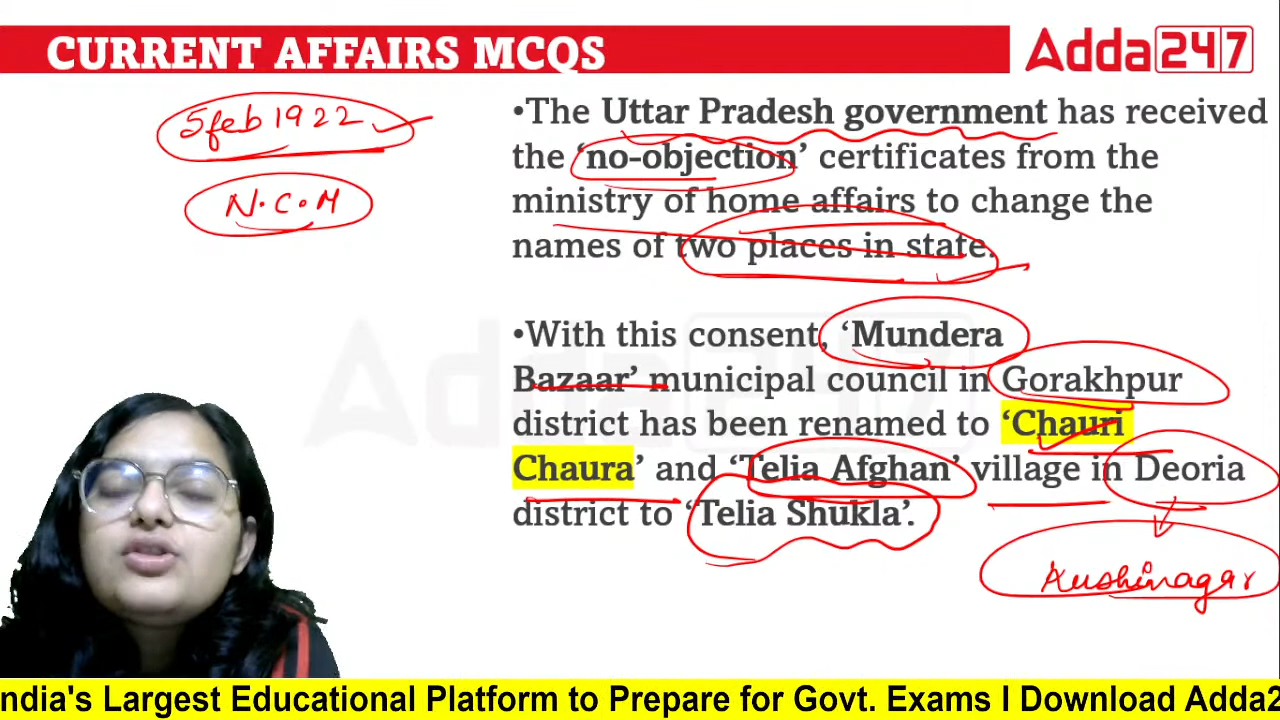 CURRENT AFFAIRS MCQS
Adda247
5 feb 1922
N.C.M
•The Uttar Pradesh government has received
the ‘no-objection’ certificates from the
ministry of home affairs to change the
names of two places in state.
•With this consent, ‘Mundera
Bazaar’ municipal council in Gorakhpur
district has been renamed to ‘Chauri
Chaura’ and ‘Telia Afghan’ village in Deoria
district to ‘Telia Shukla’.
Kushinagar
Adda247
ndia's Largest Educational Platform to Prepare for Govt. Exams I Download Adda2